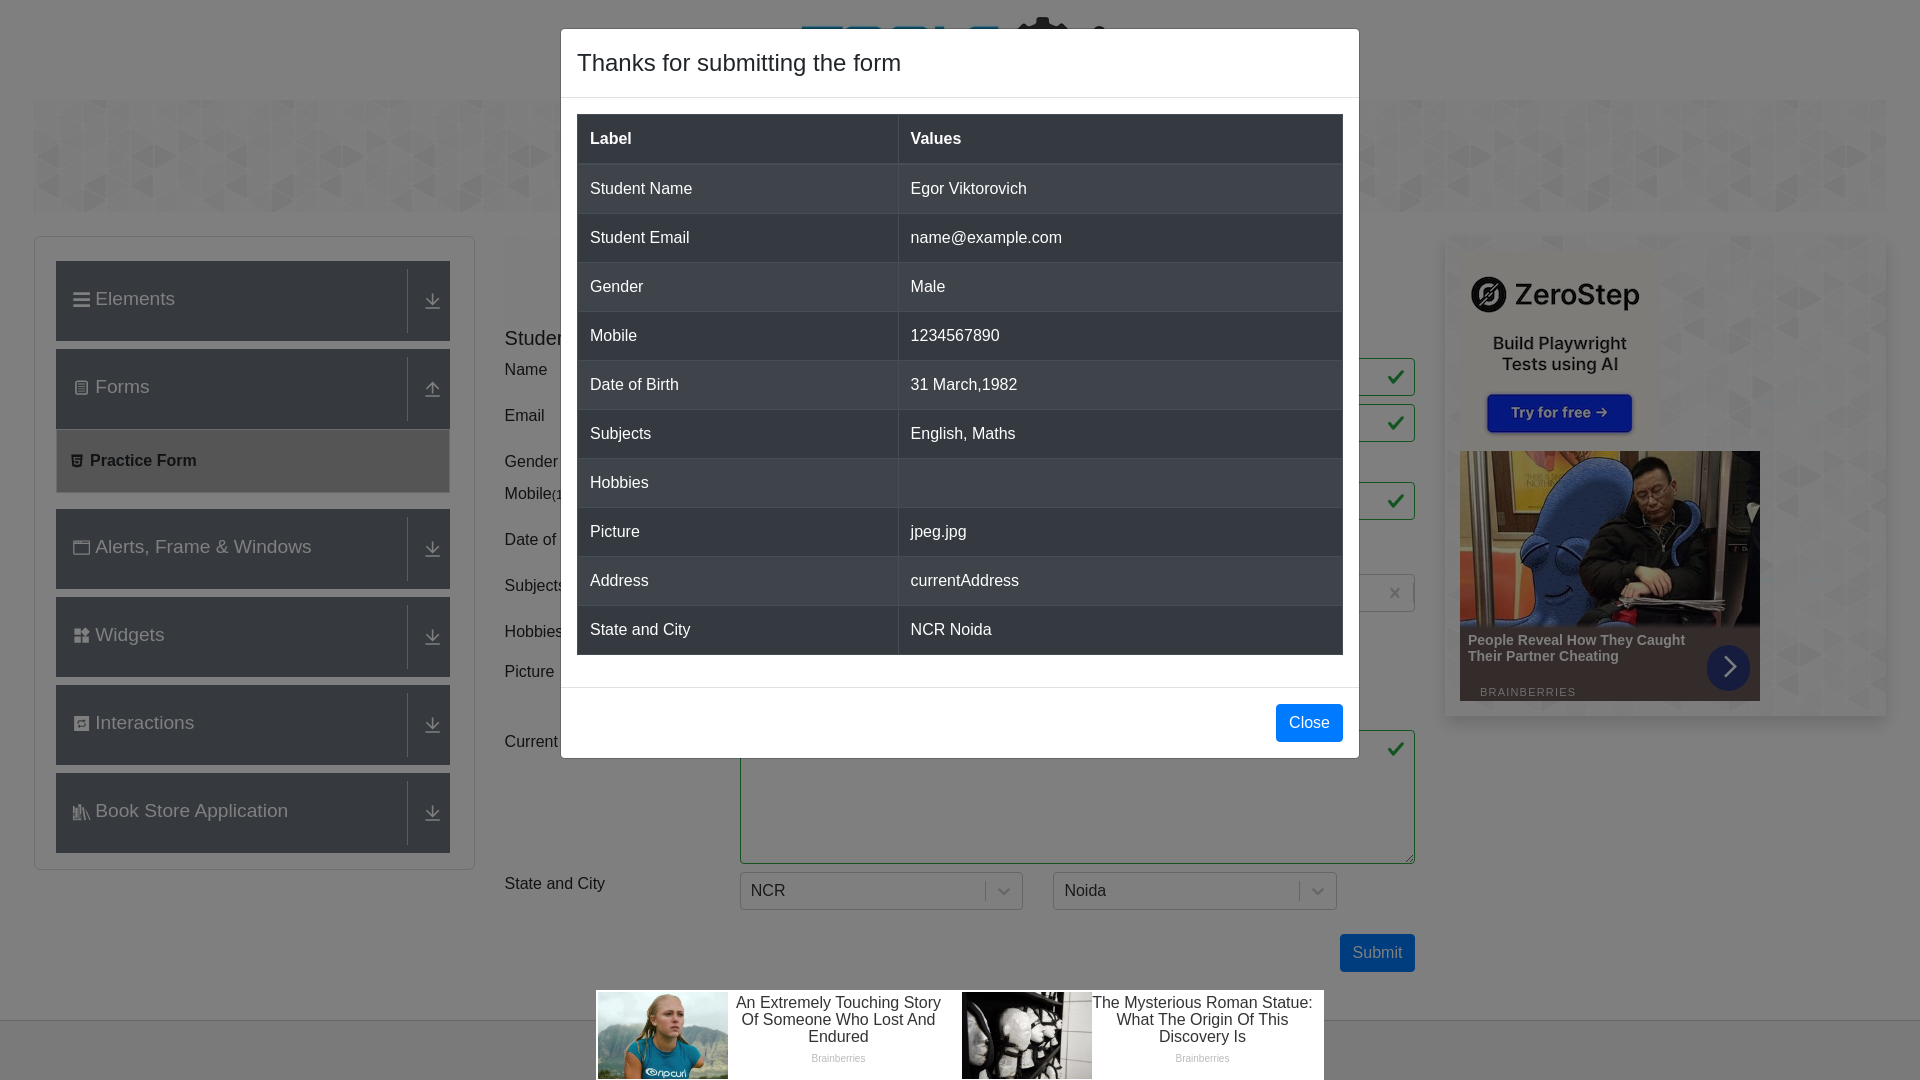 Thanks for submitting the form
Label Values
Student Name Egor Viktorovich
Student Email name@example.com
Gender Male
Mobile 1234567890
Date of Birth 31 March,1982
Subjects English, Maths
Hobbies
Picture jpeg.jpg
Address currentAddress
State and City NCR Noida
Close
Elements
Forms
Practice Form
Alerts, Frame & Windows
Widgets
Interactions
Book Store Application
Name
Email
Gender
Mobile
Date of
Subjects
Hobbies
Picture
Current
State and City NCR Noida
Submit
ZeroStep
Build Playwright
Tests using AI
Try for free →
People Reveal How They Caught
Their Partner Cheating
BRAINBERRIES
An Extremely Touching Story
Of Someone Who Lost And
Endured
Brainberries
The Mysterious Roman Statue:
What The Origin Of This
Discovery Is
Brainberries